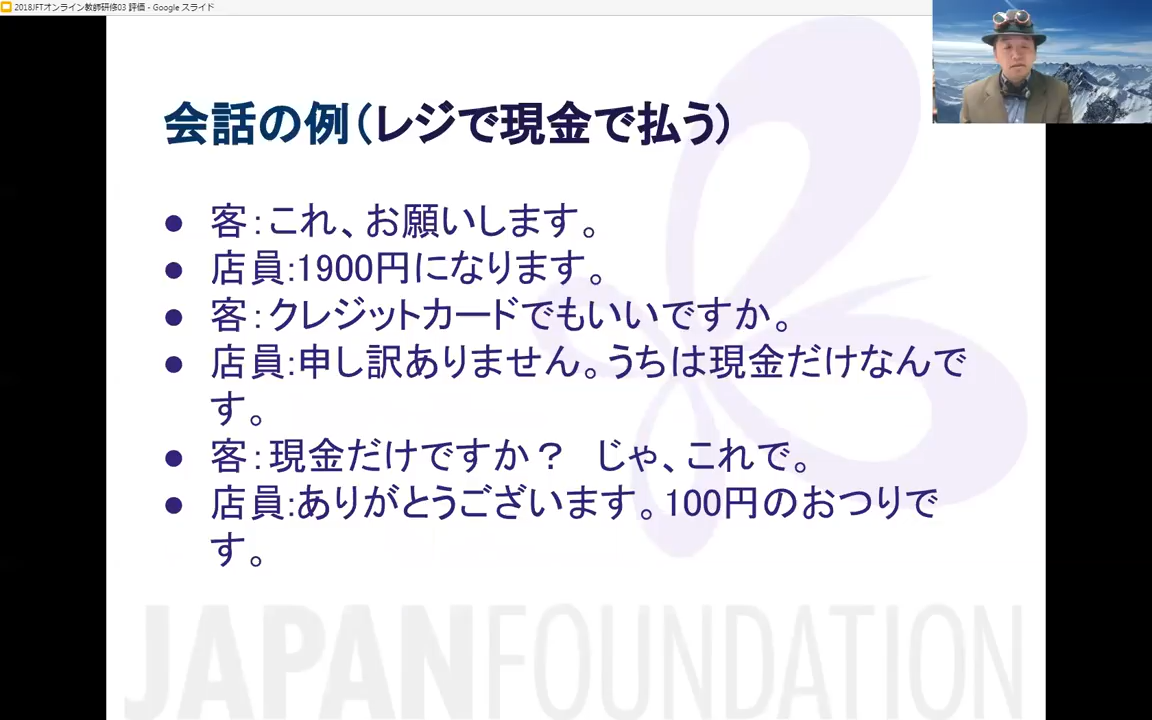 2018JFTオンライン教師研修03 評価 - Google スライド
会話の例（レジで現金で払う）
● 客：これ、お願いします。
● 店員:1900円になります。
● 客：クレジットカードでもいいですか。
● 店員:申し訳ありません。うちは現金だけなんで
す。
● 客：現金だけですか？　じゃ、これで。
● 店員:ありがとうございます。100円のおつりで
す。
JAPANFOUNDATION